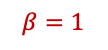 β = 1